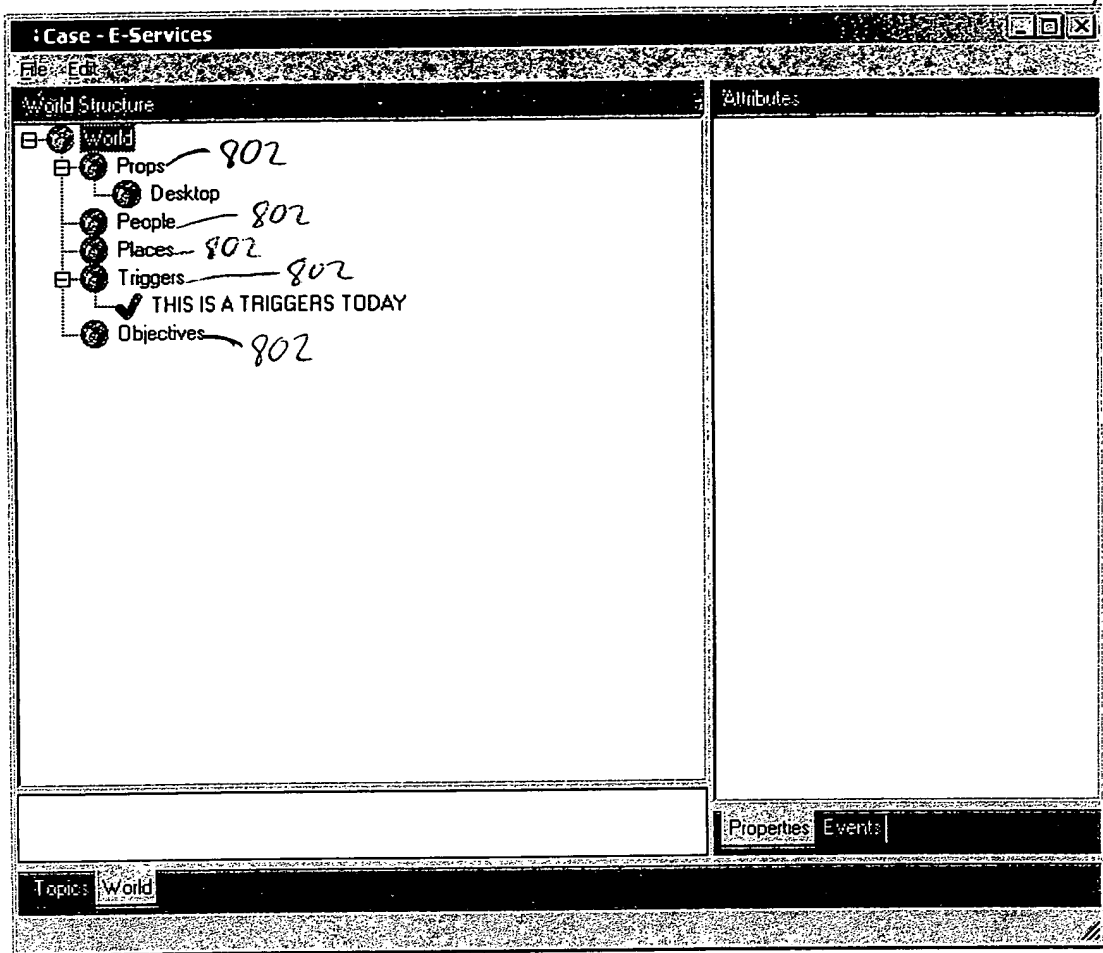 :Case - E-Services
File Edit
World Structure
Attributes
World
Props 802
Desktop
People 802
Places 802
Triggers 802
THIS IS A TRIGGERS TODAY
Objectives 802
Properties Events
Topics World